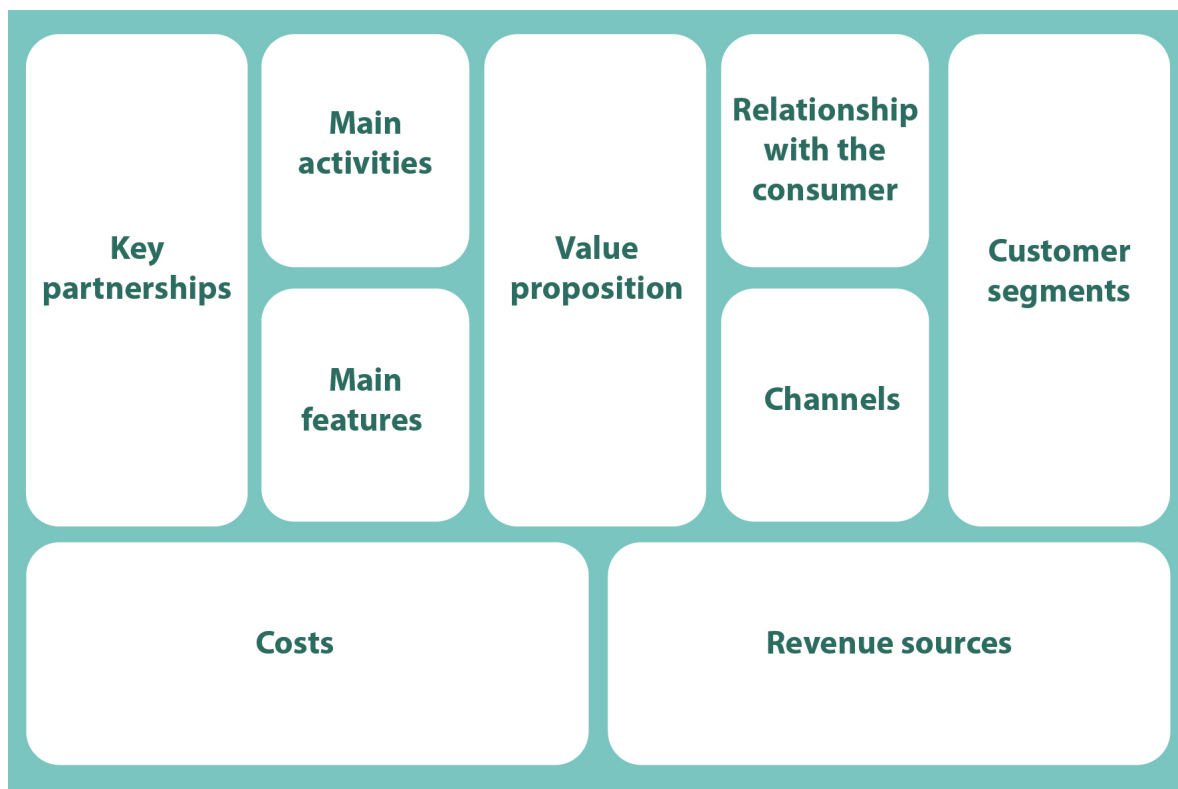 Key
partnerships
Main
activities
Main
features
Value
proposition
Relationship
with the
consumer
Channels
Customer
segments
Costs
Revenue sources